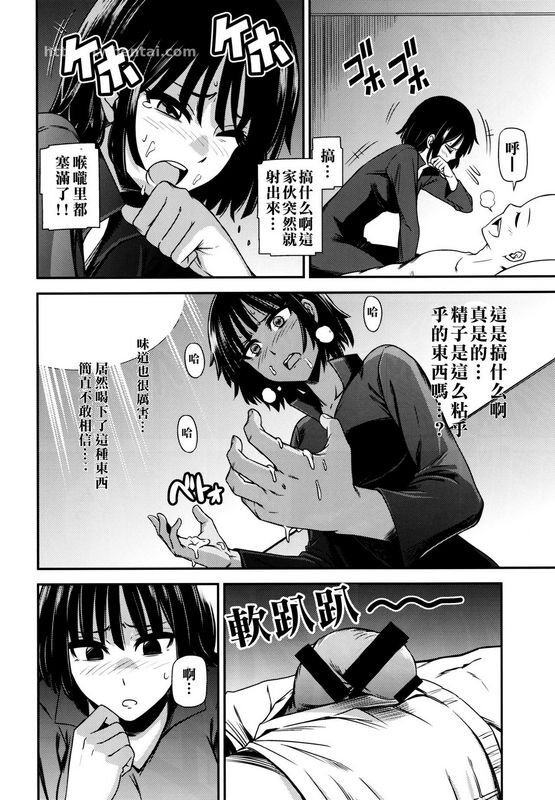 ゴホ
ゴホ
呼ー
搞…
ケホ
ケホ
搞什么啊這
家伙突然就
射出來…
喉嚨里都
塞滿了!!
這是搞什么啊
真是的…
精子是這么粘乎
乎的東西嗎…?
哈
哈
哈
味道也很厲害…
居然喝下了這種東西
簡直不敢相信……
ベトォ
軟趴趴~
啊…